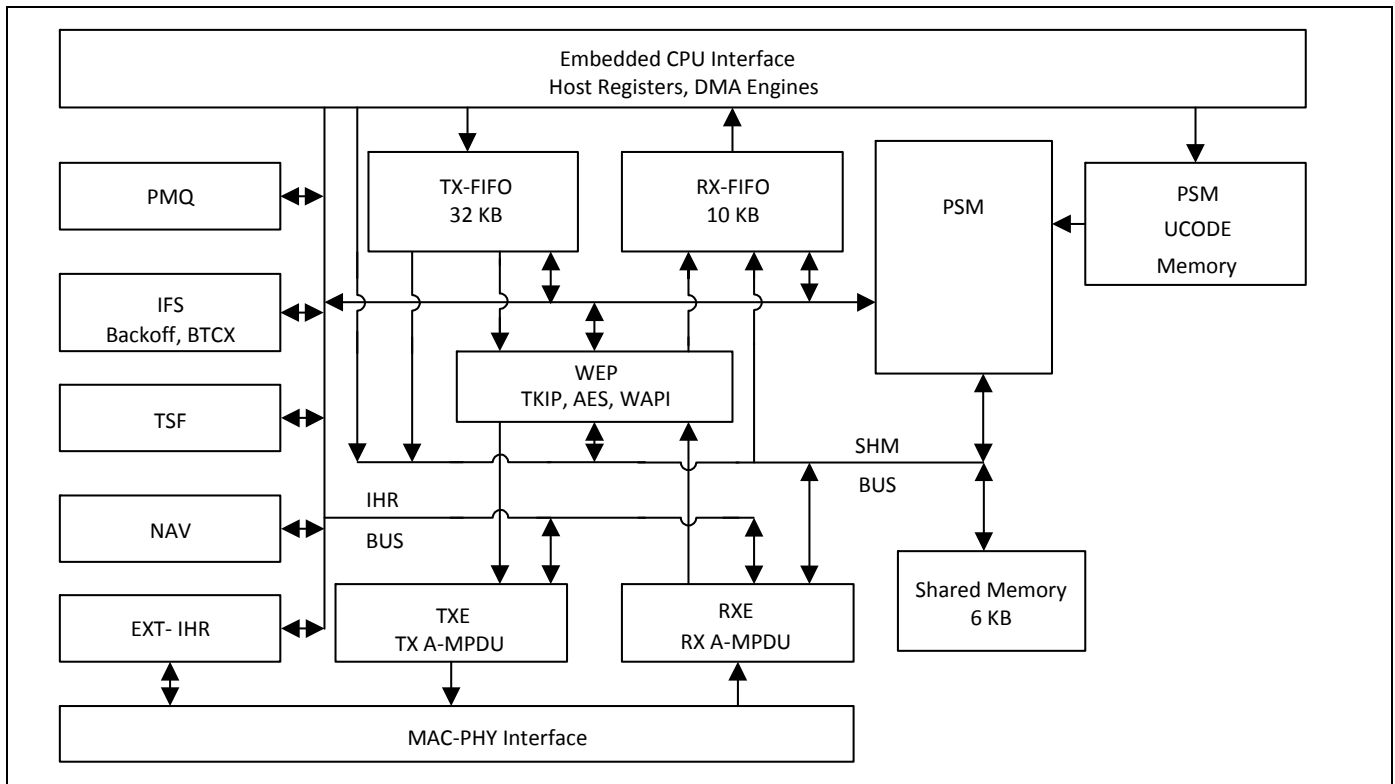 Embedded CPU Interface
Host Registers, DMA Engines
PMQ
TX-FIFO
32 KB
RX-FIFO
10 KB
PSM
PSM
UCODE
Memory
IFS
Backoff, BTCX
WEP
TKIP, AES, WAPI
TSF
SHM
BUS
IHR
BUS
NAV
Shared Memory
6 KB
EXT- IHR
TXE
TX A-MPDU
RXE
RX A-MPDU
MAC-PHY Interface